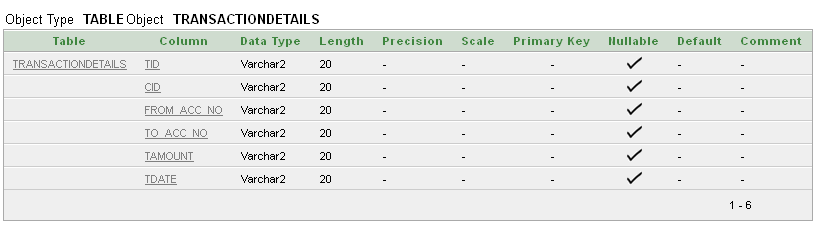 Object Type TABLE Object TRANSACTIONDETAILS
Table Column Data Type Length Precision Scale Primary Key Nullable Default Comment
TRANSACTIONDETAILS TID Varchar2 20 - - - ✓ - -
CID Varchar2 20 - - - ✓ - -
FROM_ACC_NO Varchar2 20 - - - ✓ - -
TO_ACC_NO Varchar2 20 - - - ✓ - -
TAMOUNT Varchar2 20 - - - ✓ - -
TDATE Varchar2 20 - - - ✓ - -
1 - 6